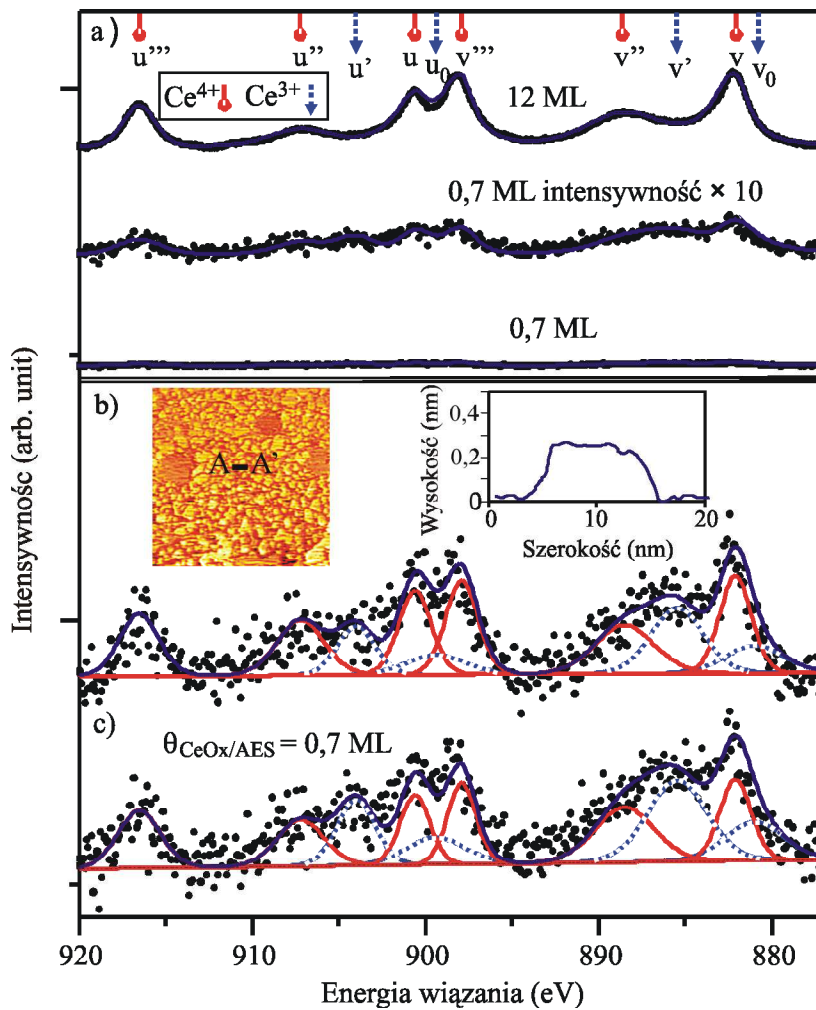 a)
u''' u'' u' u u₀ v''' v'' v' v v₀
Ce⁴⁺ Ce³⁺
12 ML
0,7 ML intensywność × 10
0,7 ML
Intensywnośc (arb. unit)
b)
A A'
Wysokość (nm)
0,4
0,2
0
0 10 20
Szerokość (nm)
c)
θCeOx/AES = 0,7 ML
920 910 900 890 880
Energia wiązania (eV)